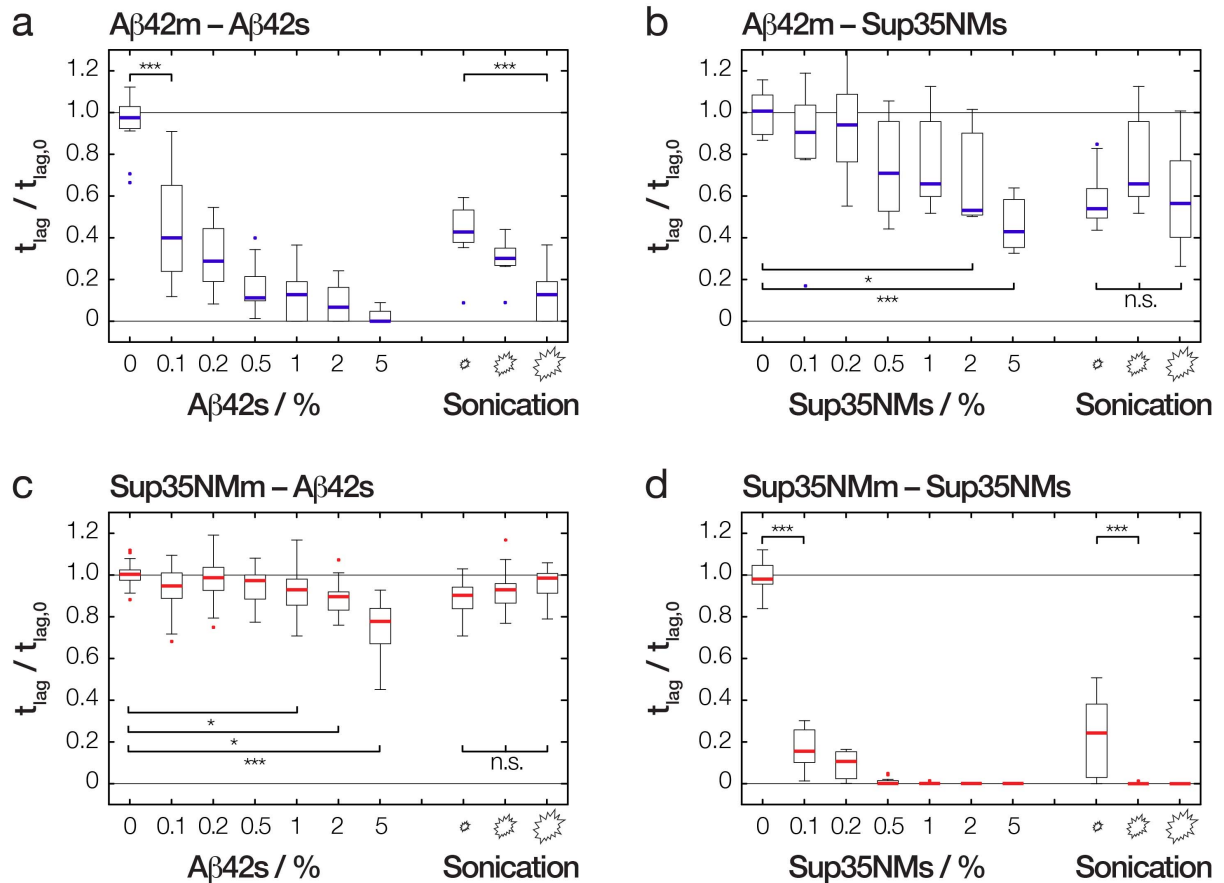 a
Aβ42m – Aβ42s
t_lag / t_lag,0
1.2
1.0
0.8
0.6
0.4
0.2
0
***
***
0 0.1 0.2 0.5 1 2 5
Aβ42s / %
Sonication
b
Aβ42m – Sup35NMs
t_lag / t_lag,0
1.2
1.0
0.8
0.6
0.4
0.2
0
*
***
n.s.
0 0.1 0.2 0.5 1 2 5
Sup35NMs / %
Sonication
c
Sup35NMm – Aβ42s
t_lag / t_lag,0
1.2
1.0
0.8
0.6
0.4
0.2
0
*
*
***
n.s.
0 0.1 0.2 0.5 1 2 5
Aβ42s / %
Sonication
d
Sup35NMm – Sup35NMs
t_lag / t_lag,0
1.2
1.0
0.8
0.6
0.4
0.2
0
***
***
0 0.1 0.2 0.5 1 2 5
Sup35NMs / %
Sonication